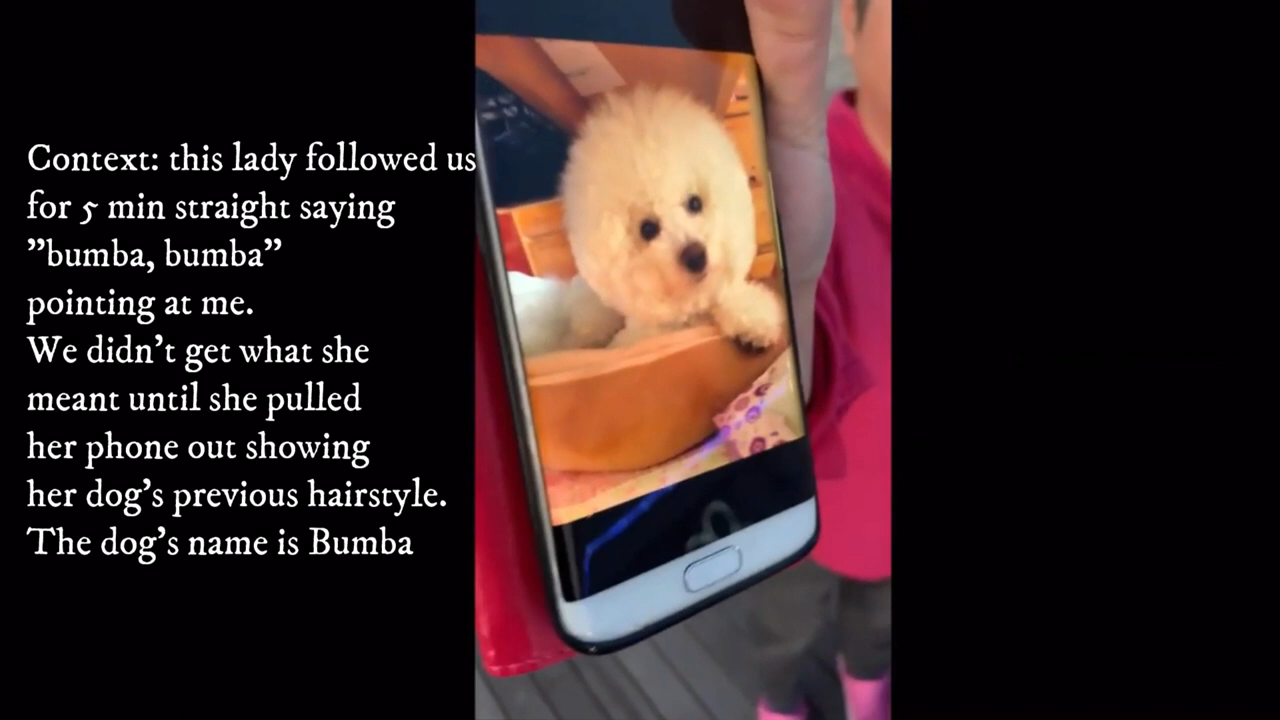 Context: this lady followed us
for 5 min straight saying
"bumba, bumba"
pointing at me.
We didn't get what she
meant until she pulled
her phone out showing
her dog's previous hairstyle.
The dog's name is Bumba